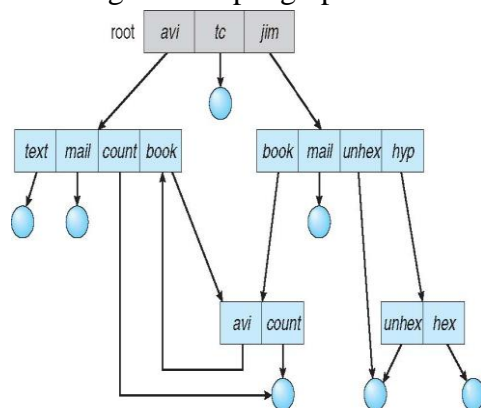 root avi tc jim
text mail count book book mail unhex hyp
avi count unhex hex